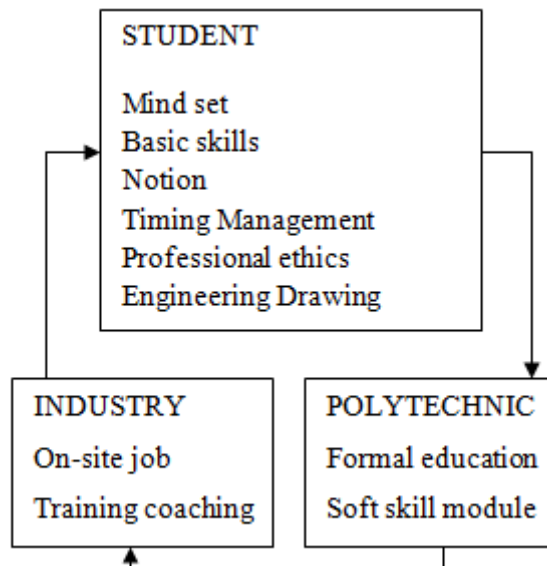 STUDENT
Mind set
Basic skills
Notion
Timing Management
Professional ethics
Engineering Drawing
INDUSTRY
On-site job
Training coaching
POLYTECHNIC
Formal education
Soft skill module